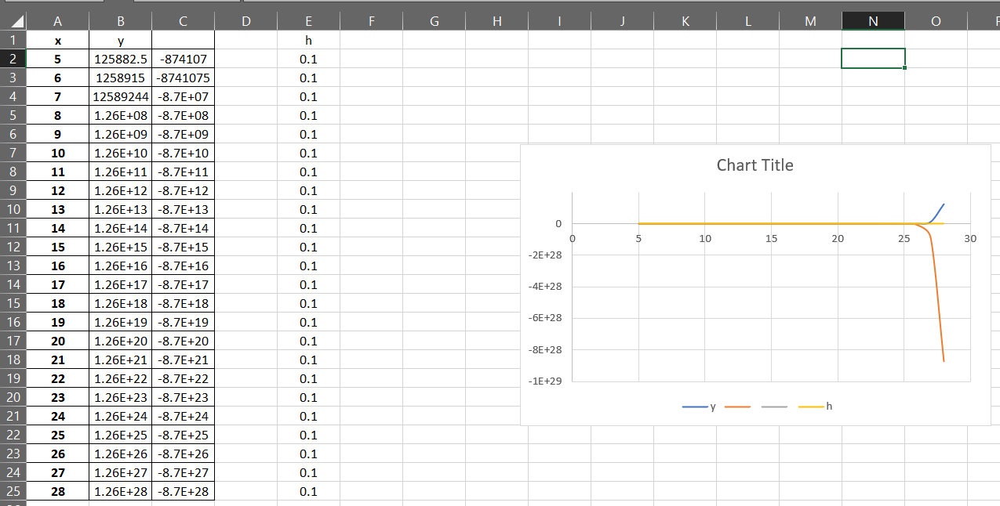 A B C D E F G H I J K L M N O
1 x y h
2 5 125882.5 -874107 0.1
3 6 1258915 -8741075 0.1
4 7 12589244 -8.7E+07 0.1
5 8 1.26E+08 -8.7E+08 0.1
6 9 1.26E+09 -8.7E+09 0.1
7 10 1.26E+10 -8.7E+10 0.1
8 11 1.26E+11 -8.7E+11 0.1
9 12 1.26E+12 -8.7E+12 0.1
10 13 1.26E+13 -8.7E+13 0.1
11 14 1.26E+14 -8.7E+14 0.1
12 15 1.26E+15 -8.7E+15 0.1
13 16 1.26E+16 -8.7E+16 0.1
14 17 1.26E+17 -8.7E+17 0.1
15 18 1.26E+18 -8.7E+18 0.1
16 19 1.26E+19 -8.7E+19 0.1
17 20 1.26E+20 -8.7E+20 0.1
18 21 1.26E+21 -8.7E+21 0.1
19 22 1.26E+22 -8.7E+22 0.1
20 23 1.26E+23 -8.7E+23 0.1
21 24 1.26E+24 -8.7E+24 0.1
22 25 1.26E+25 -8.7E+25 0.1
23 26 1.26E+26 -8.7E+26 0.1
24 27 1.26E+27 -8.7E+27 0.1
25 28 1.26E+28 -8.7E+28 0.1
Chart Title
0
0 5 10 15 20 25 30
-2E+28
-4E+28
-6E+28
-8E+28
-1E+29
y h